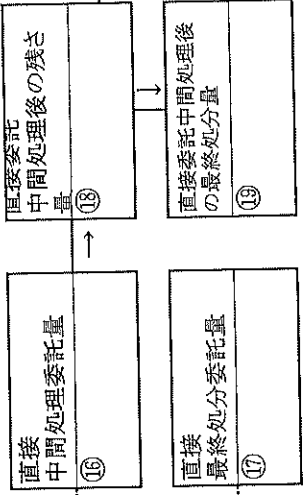 直接
中間処理委託量
⑯
→
直接委託
中間処理後の残さ
量
⑱
↓
直接
最終処分委託量
⑰
直接委託中間処理後
の最終処分量
⑲